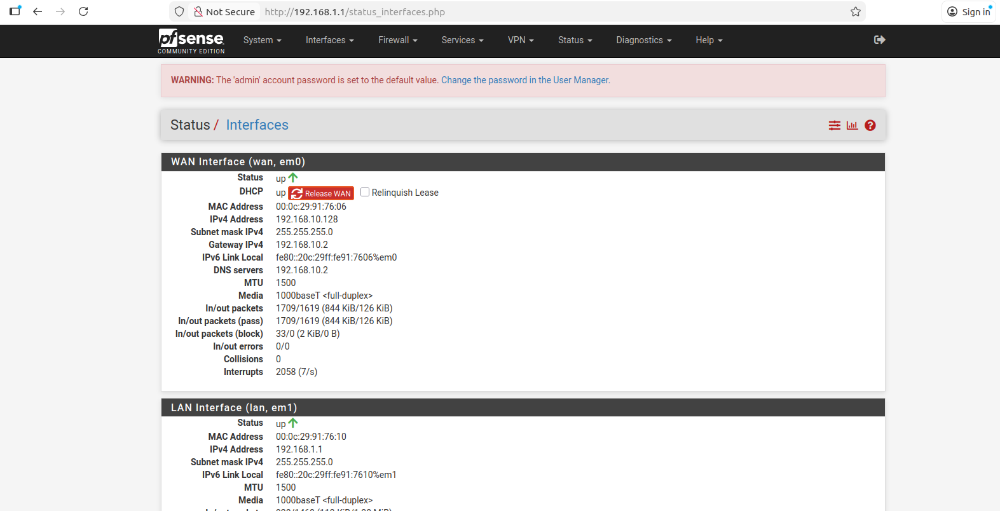 Not Secure http://192.168.1.1/status_interfaces.php Sign in
pfsense
COMMUNITY EDITION
System Interfaces Firewall Services VPN Status Diagnostics Help
WARNING: The 'admin' account password is set to the default value. Change the password in the User Manager.
Status / Interfaces
WAN Interface (wan, em0)
Status up
DHCP up Release WAN Relinquish Lease
MAC Address 00:0c:29:91:76:06
IPv4 Address 192.168.10.128
Subnet mask IPv4 255.255.255.0
Gateway IPv4 192.168.10.2
IPv6 Link Local fe80::20c:29ff:fe91:7606%em0
DNS servers 192.168.10.2
MTU 1500
Media 1000baseT <full-duplex>
In/out packets 1709/1619 (844 KiB/126 KiB)
In/out packets (pass) 1709/1619 (844 KiB/126 KiB)
In/out packets (block) 33/0 (2 KiB/0 B)
In/out errors 0/0
Collisions 0
Interrupts 2058 (7/s)
LAN Interface (lan, em1)
Status up
MAC Address 00:0c:29:91:76:10
IPv4 Address 192.168.1.1
Subnet mask IPv4 255.255.255.0
IPv6 Link Local fe80::20c:29ff:fe91:7610%em1
MTU 1500
Media 1000baseT <full-duplex>